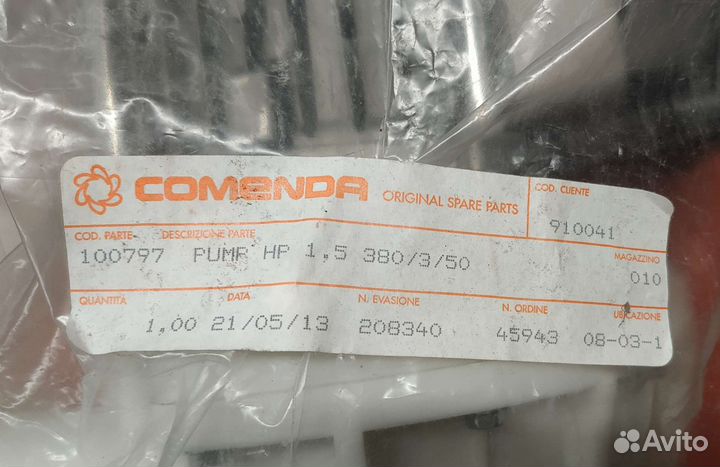 COMENDA ORIGINAL SPARE PARTS
COD. CLIENTE
910041
COD. PARTE DESCRIZIONE PARTE
MAGAZZINO
100797 PUMP HP 1,5 380/3/50
010
QUANTITÀ DATA N. EVASIONE N. ORDINE UBICAZIONE
1,00 21/05/13 208340 45943 08-03-1
Avito